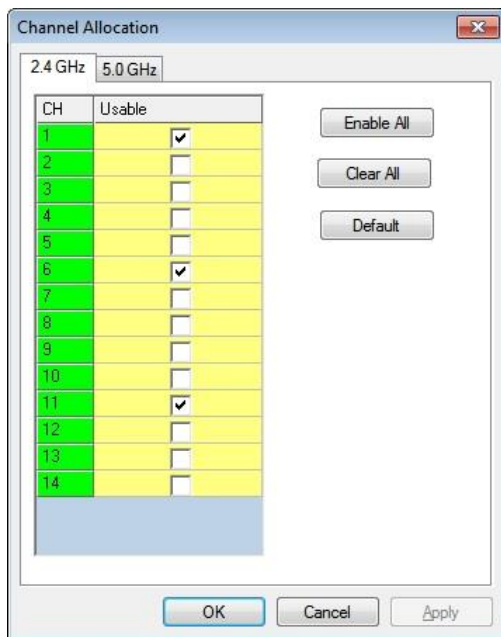 Channel Allocation
2.4 GHz 5.0 GHz
CH Usable
1
2
3
4
5
6
7
8
9
10
11
12
13
14
Enable All
Clear All
Default
OK Cancel Apply